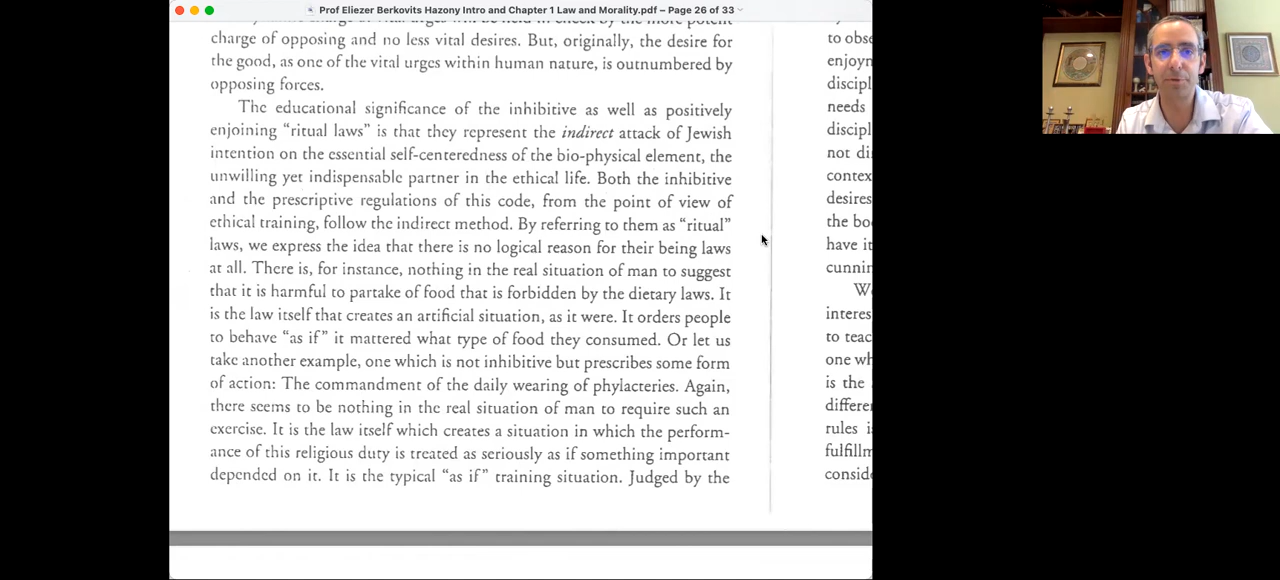 Prof Eliezer Berkovits Hazony Intro and Chapter 1 Law and Morality.pdf – Page 26 of 33
charge of opposing and no less vital desires. But, originally, the desire for
the good, as one of the vital urges within human nature, is outnumbered by
opposing forces.
The educational significance of the inhibitive as well as positively
enjoining “ritual laws” is that they represent the indirect attack of Jewish
intention on the essential self-centeredness of the bio-physical element, the
unwilling yet indispensable partner in the ethical life. Both the inhibitive
and the prescriptive regulations of this code, from the point of view of
ethical training, follow the indirect method. By referring to them as “ritual”
laws, we express the idea that there is no logical reason for their being laws
at all. There is, for instance, nothing in the real situation of man to suggest
that it is harmful to partake of food that is forbidden by the dietary laws. It
is the law itself that creates an artificial situation, as it were. It orders people
to behave “as if” it mattered what type of food they consumed. Or let us
take another example, one which is not inhibitive but prescribes some form
of action: The commandment of the daily wearing of phylacteries. Again,
there seems to be nothing in the real situation of man to require such an
exercise. It is the law itself which creates a situation in which the perform-
ance of this religious duty is treated as seriously as if something important
depended on it. It is the typical “as if” training situation. Judged by the
to obse
enjoyn
discipl
needs
discipl
not di
contex
desires
the bo
have it
cunnin
We
interes
to teac
one wh
is the
differe
rules i
fulfillm
consid